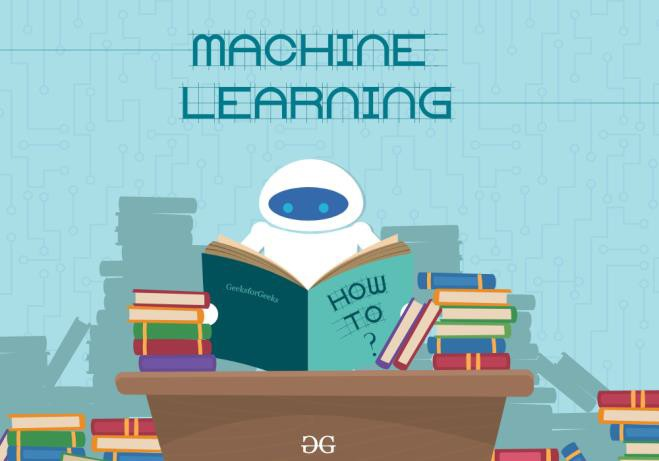 MACHINE
LEARNING
GeeksforGeeks
HOW
TO
?
GG